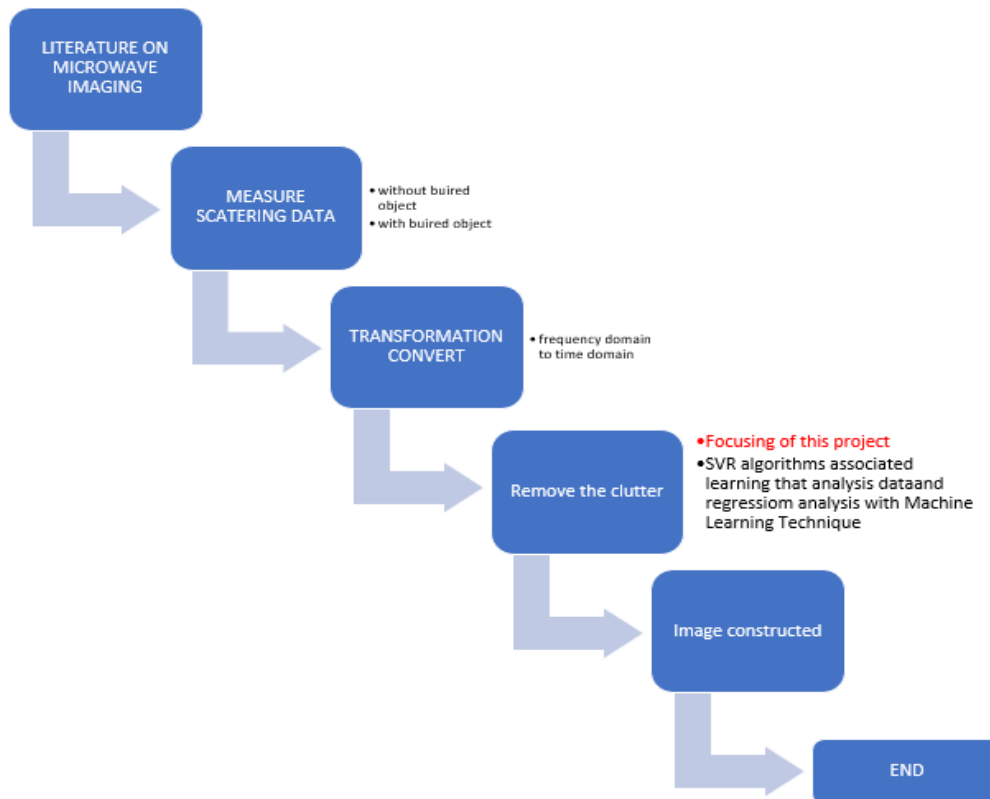 LITERATURE ON
MICROWAVE
IMAGING
MEASURE
SCATERING DATA
•without buired
object
•with buired object
TRANSFORMATION
CONVERT
•frequency domain
to time domain
Remove the clutter
•Focusing of this project
•SVR algorithms associated
learning that analysis dataand
regressiom analysis with Machine
Learning Technique
Image constructed
END